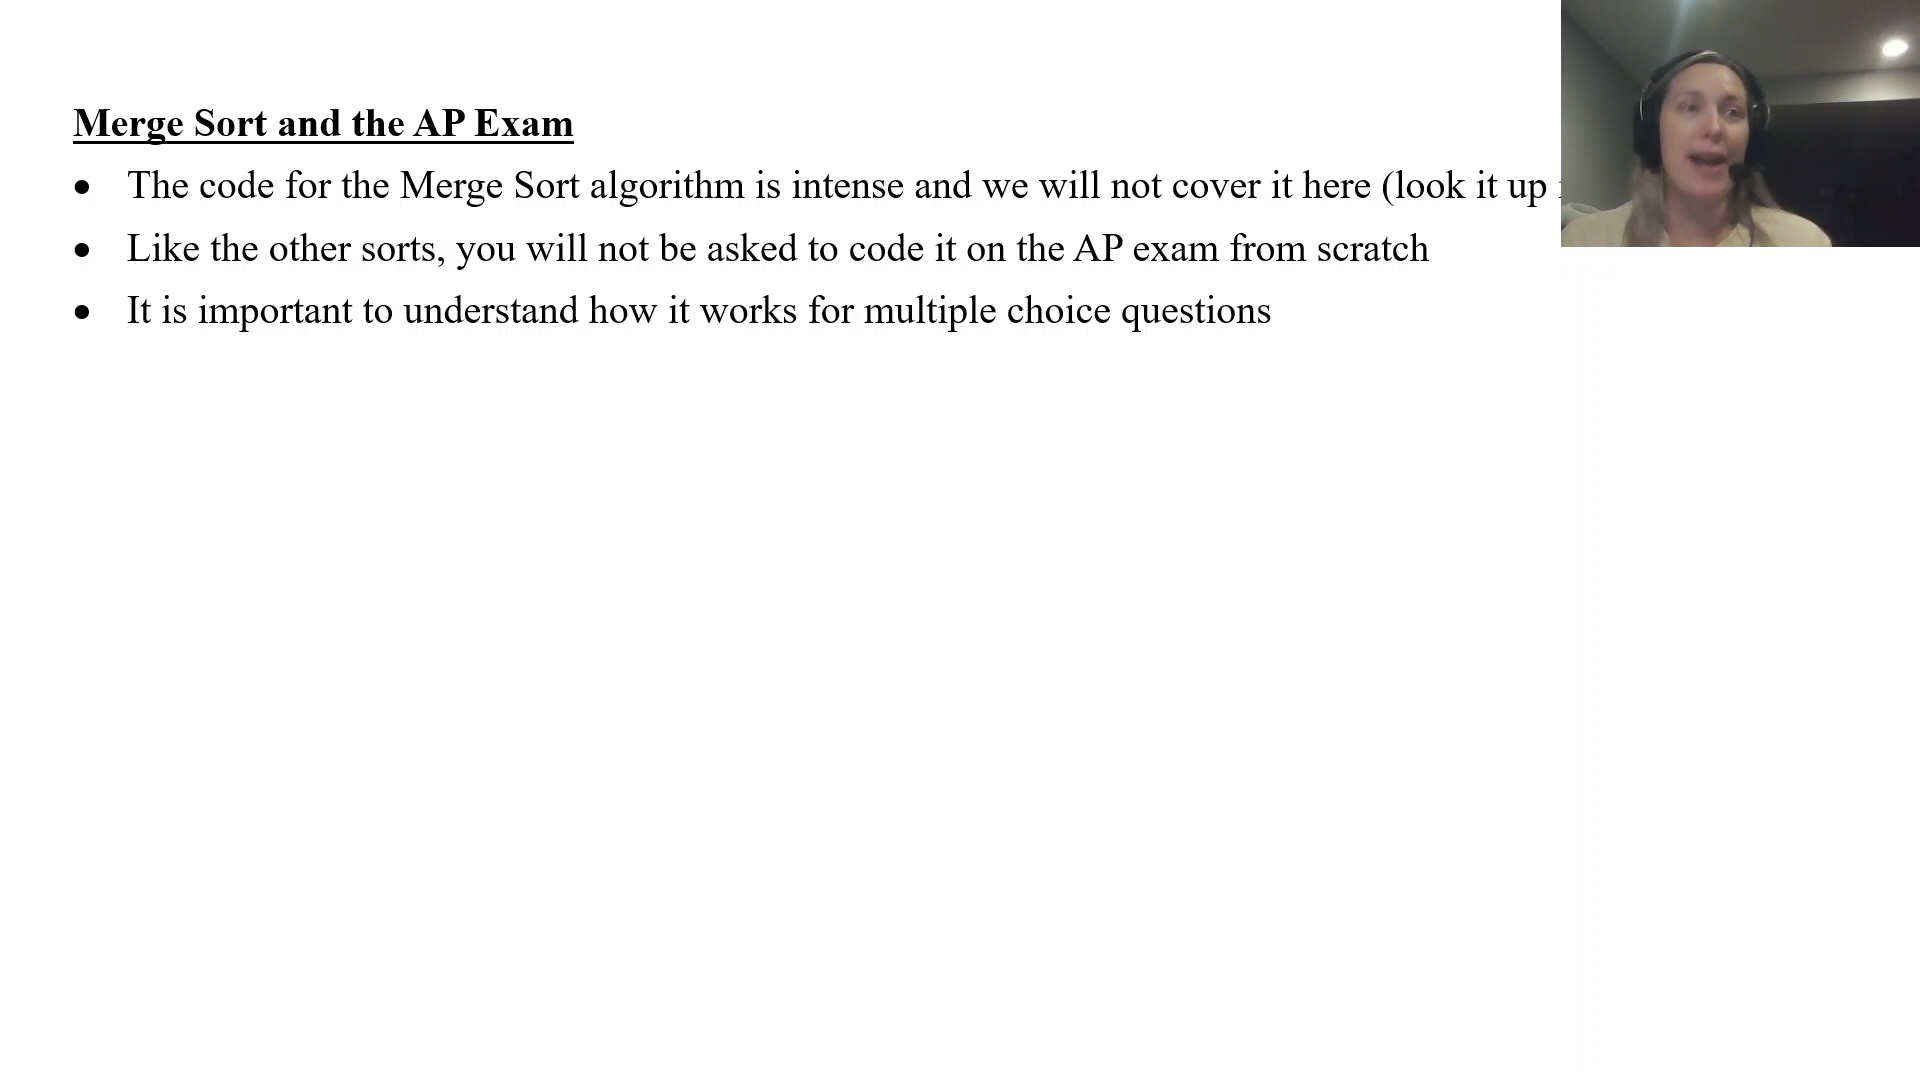 Merge Sort and the AP Exam
• The code for the Merge Sort algorithm is intense and we will not cover it here (look it up
• Like the other sorts, you will not be asked to code it on the AP exam from scratch
• It is important to understand how it works for multiple choice questions